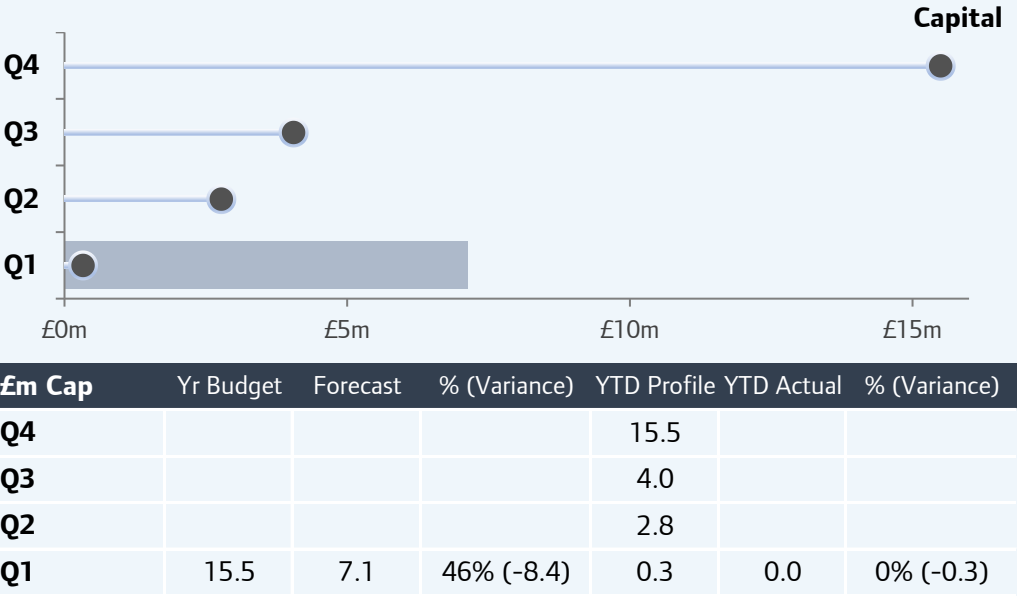 Capital
Q4
Q3
Q2
Q1
£0m £5m £10m £15m
£m Cap Yr Budget Forecast % (Variance) YTD Profile YTD Actual % (Variance)
Q4 15.5
Q3 4.0
Q2 2.8
Q1 15.5 7.1 46% (-8.4) 0.3 0.0 0% (-0.3)